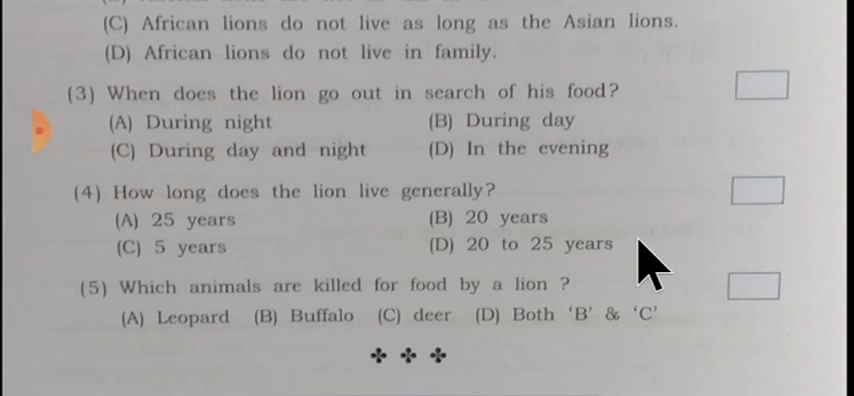 (C) African lions do not live as long as the Asian lions.
(D) African lions do not live in family.
(3) When does the lion go out in search of his food?
(A) During night (B) During day
(C) During day and night (D) In the evening
(4) How long does the lion live generally?
(A) 25 years (B) 20 years
(C) 5 years (D) 20 to 25 years
(5) Which animals are killed for food by a lion ?
(A) Leopard (B) Buffalo (C) deer (D) Both ‘B’ & ‘C’